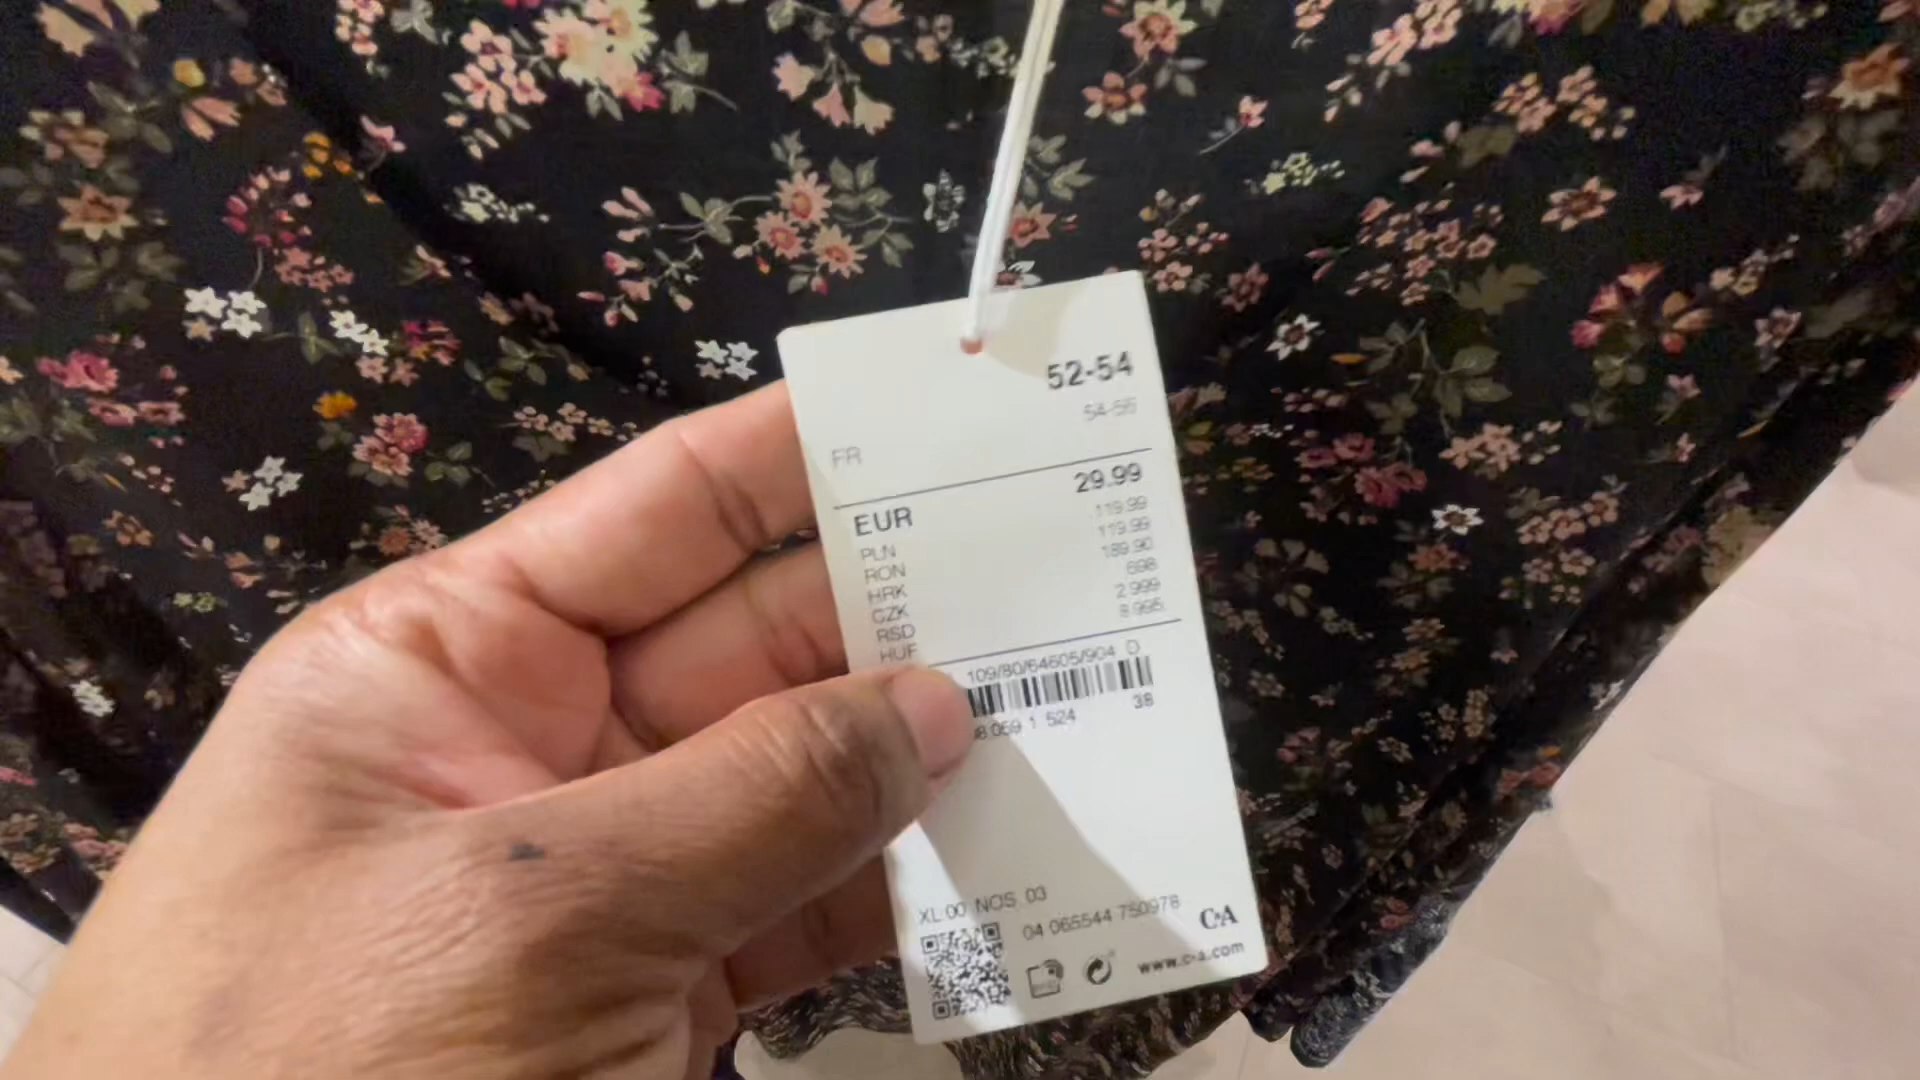 52-54
FR 54-56
EUR 29.99
PLN 119.99
RON 119.99
HRK 189.90
CZK 698
RSD 2 999
HUF 8 995
109/80/64605/904 D
8 059 1 524 38
XL 00 NOS 03
04 065544 750978
C&A
www.c-a.com